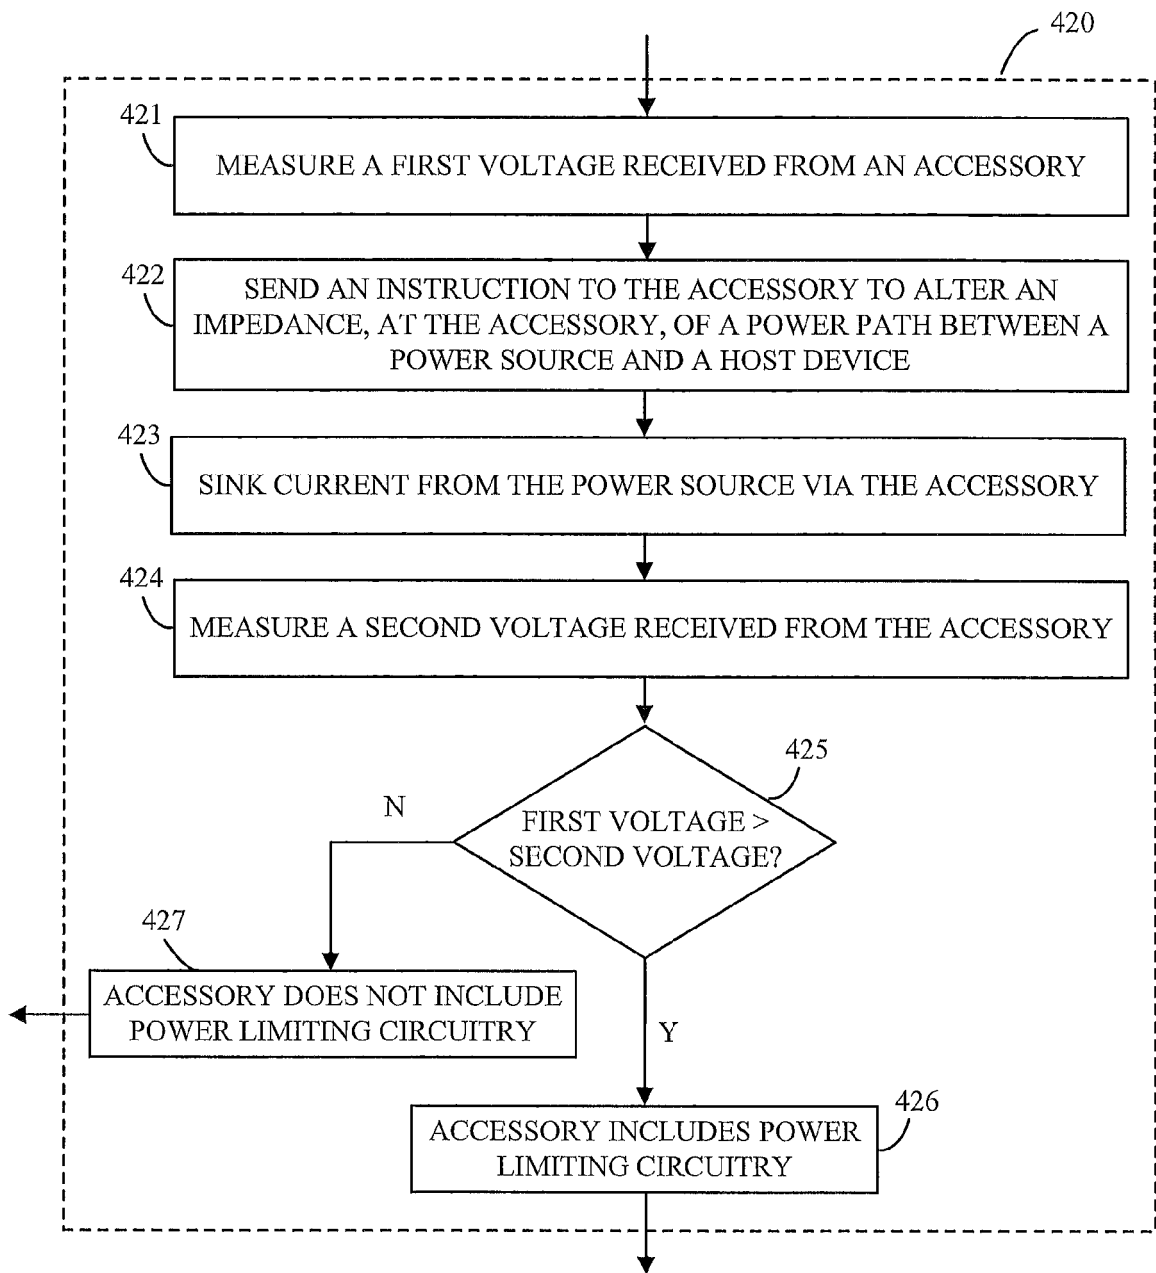 420
421
MEASURE A FIRST VOLTAGE RECEIVED FROM AN ACCESSORY
422
SEND AN INSTRUCTION TO THE ACCESSORY TO ALTER AN
IMPEDANCE, AT THE ACCESSORY, OF A POWER PATH BETWEEN A
POWER SOURCE AND A HOST DEVICE
423
SINK CURRENT FROM THE POWER SOURCE VIA THE ACCESSORY
424
MEASURE A SECOND VOLTAGE RECEIVED FROM THE ACCESSORY
425
FIRST VOLTAGE >
SECOND VOLTAGE?
N
427
ACCESSORY DOES NOT INCLUDE
POWER LIMITING CIRCUITRY
Y
426
ACCESSORY INCLUDES POWER
LIMITING CIRCUITRY